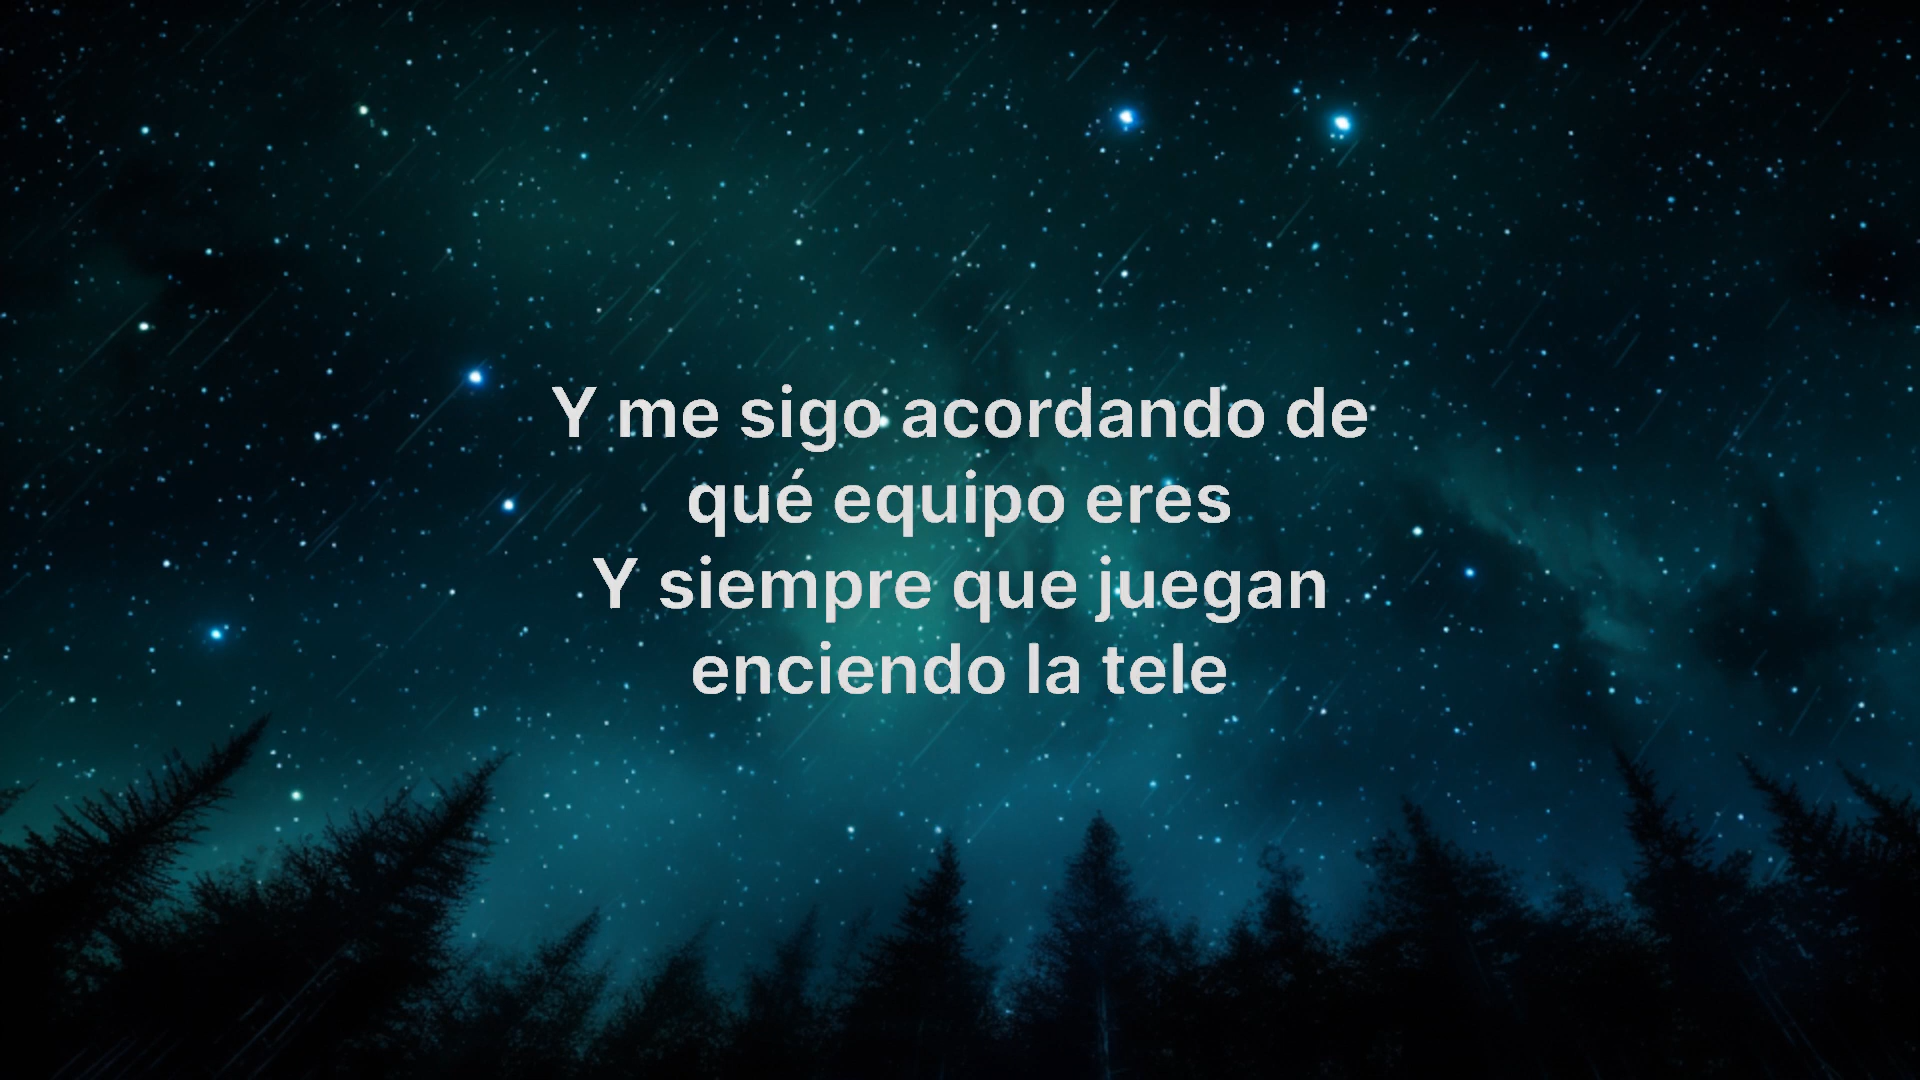 Y me sigo acordando de
qué equipo eres
Y siempre que juegan
enciendo la tele